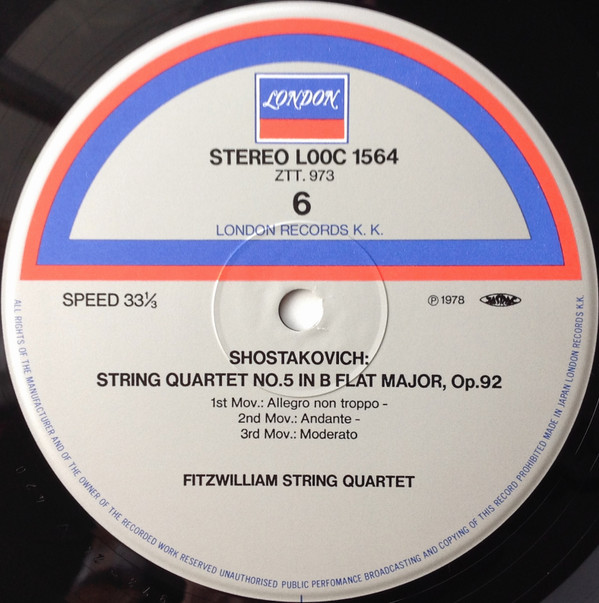 LONDON
STEREO L00C 1564
ZTT. 973
6
LONDON RECORDS K. K.
SPEED 33⅓
Ⓟ 1978
JASRAC
SHOSTAKOVICH:
STRING QUARTET NO.5 IN B FLAT MAJOR, Op.92
1st Mov.: Allegro non troppo -
2nd Mov.: Andante -
3rd Mov.: Moderato
FITZWILLIAM STRING QUARTET
ALL RIGHTS OF THE MANUFACTURER AND OF THE OWNER OF THE RECORDED WORK RESERVED UNAUTHORISED PUBLIC PERFOMANCE BROADCASTING AND COPYING OF THIS RECORD PROHIBITED MADE IN JAPAN LONDON RECORDS K.K.